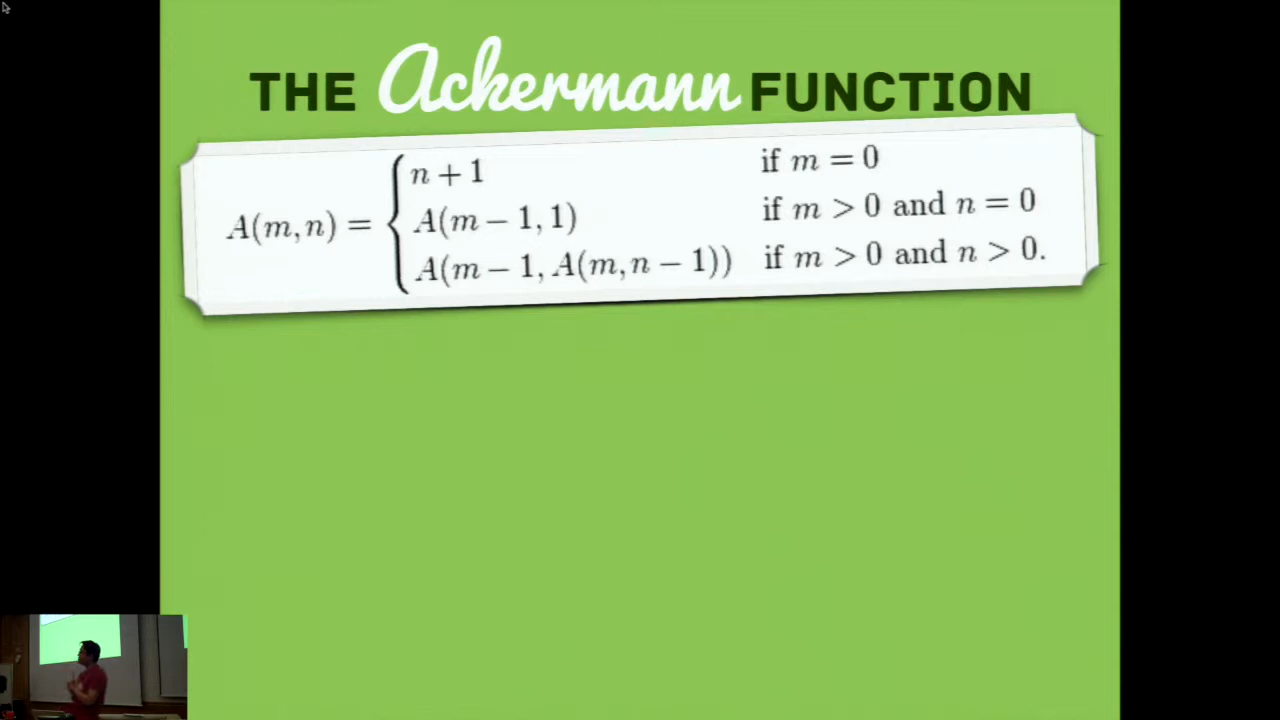 THE Ackermann FUNCTION
A(m, n) = { n + 1 if m = 0
A(m − 1, 1) if m > 0 and n = 0
A(m − 1, A(m, n − 1)) if m > 0 and n > 0.